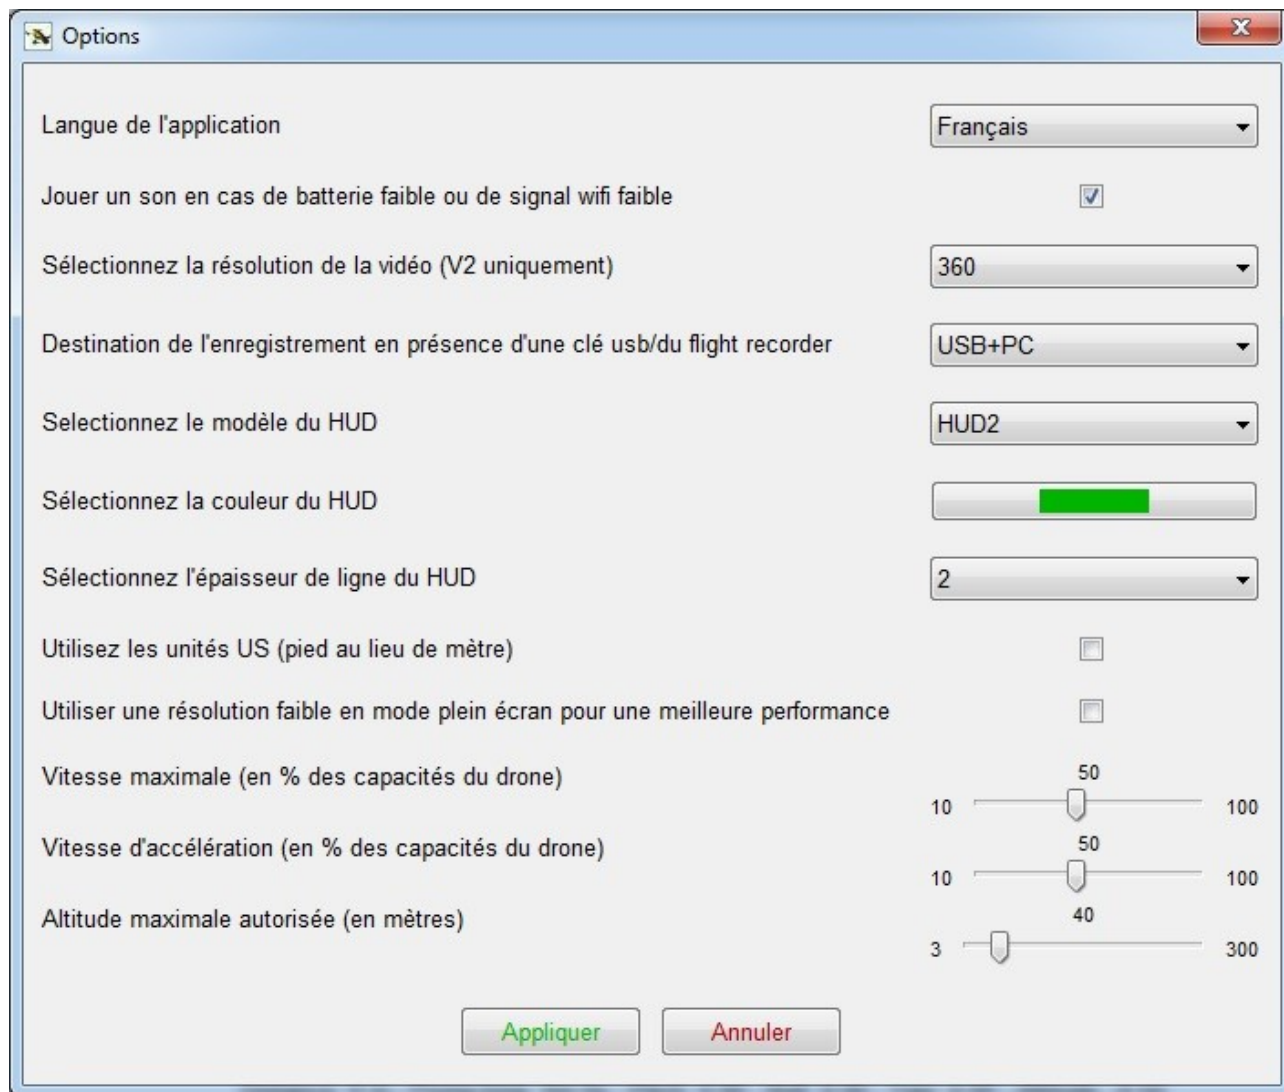 Options
Langue de l'application Français
Jouer un son en cas de batterie faible ou de signal wifi faible
Sélectionnez la résolution de la vidéo (V2 uniquement) 360
Destination de l'enregistrement en présence d'une clé usb/du flight recorder USB+PC
Selectionnez le modèle du HUD HUD2
Sélectionnez la couleur du HUD
Sélectionnez l'épaisseur de ligne du HUD 2
Utilisez les unités US (pied au lieu de mètre)
Utiliser une résolution faible en mode plein écran pour une meilleure performance
Vitesse maximale (en % des capacités du drone) 50
10 100
Vitesse d'accélération (en % des capacités du drone) 50
10 100
Altitude maximale autorisée (en mètres) 40
3 300
Appliquer Annuler